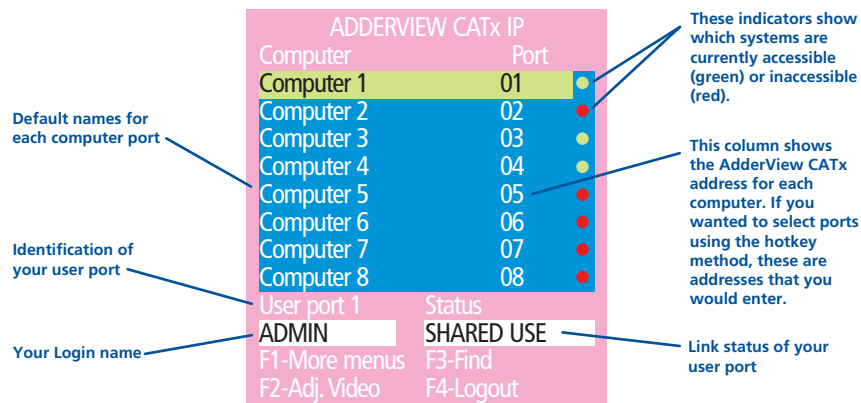 ADDERVIEW CATx IP
Computer Port
Computer 1 01
Computer 2 02
Computer 3 03
Computer 4 04
Computer 5 05
Computer 6 06
Computer 7 07
Computer 8 08
User port 1 Status
ADMIN SHARED USE
F1-More menus F3-Find
F2-Adj. Video F4-Logout
Default names for
each computer port
Identification of
your user port
Your Login name
These indicators show
which systems are
currently accessible
(green) or inaccessible
(red).
This column shows
the AdderView CATx
address for each
computer. If you
wanted to select ports
using the hotkey
method, these are
addresses that you
would enter.
Link status of your
user port